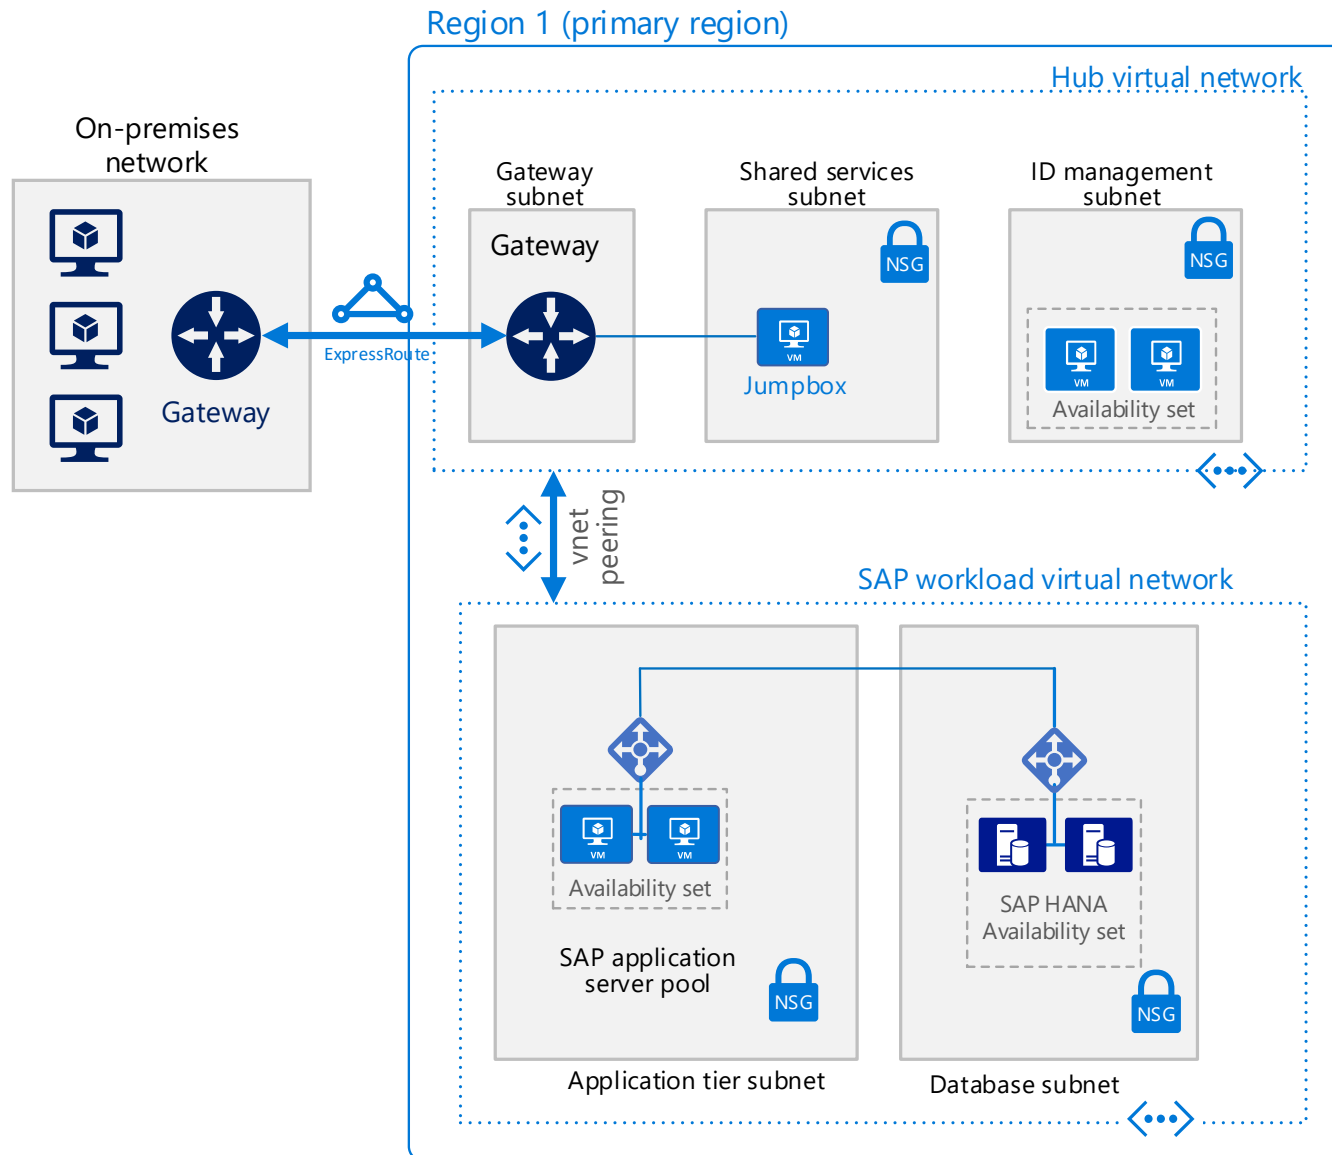 Region 1 (primary region)
Hub virtual network
On-premises
network
Gateway
subnet
Shared services
subnet
ID management
subnet
Gateway
NSG
NSG
ExpressRoute
VM
Jumpbox
VM
VM
Availability set
Gateway
vnet
peering
SAP workload virtual network
VM
VM
Availability set
SAP HANA
Availability set
SAP application
server pool
NSG
NSG
Application tier subnet
Database subnet